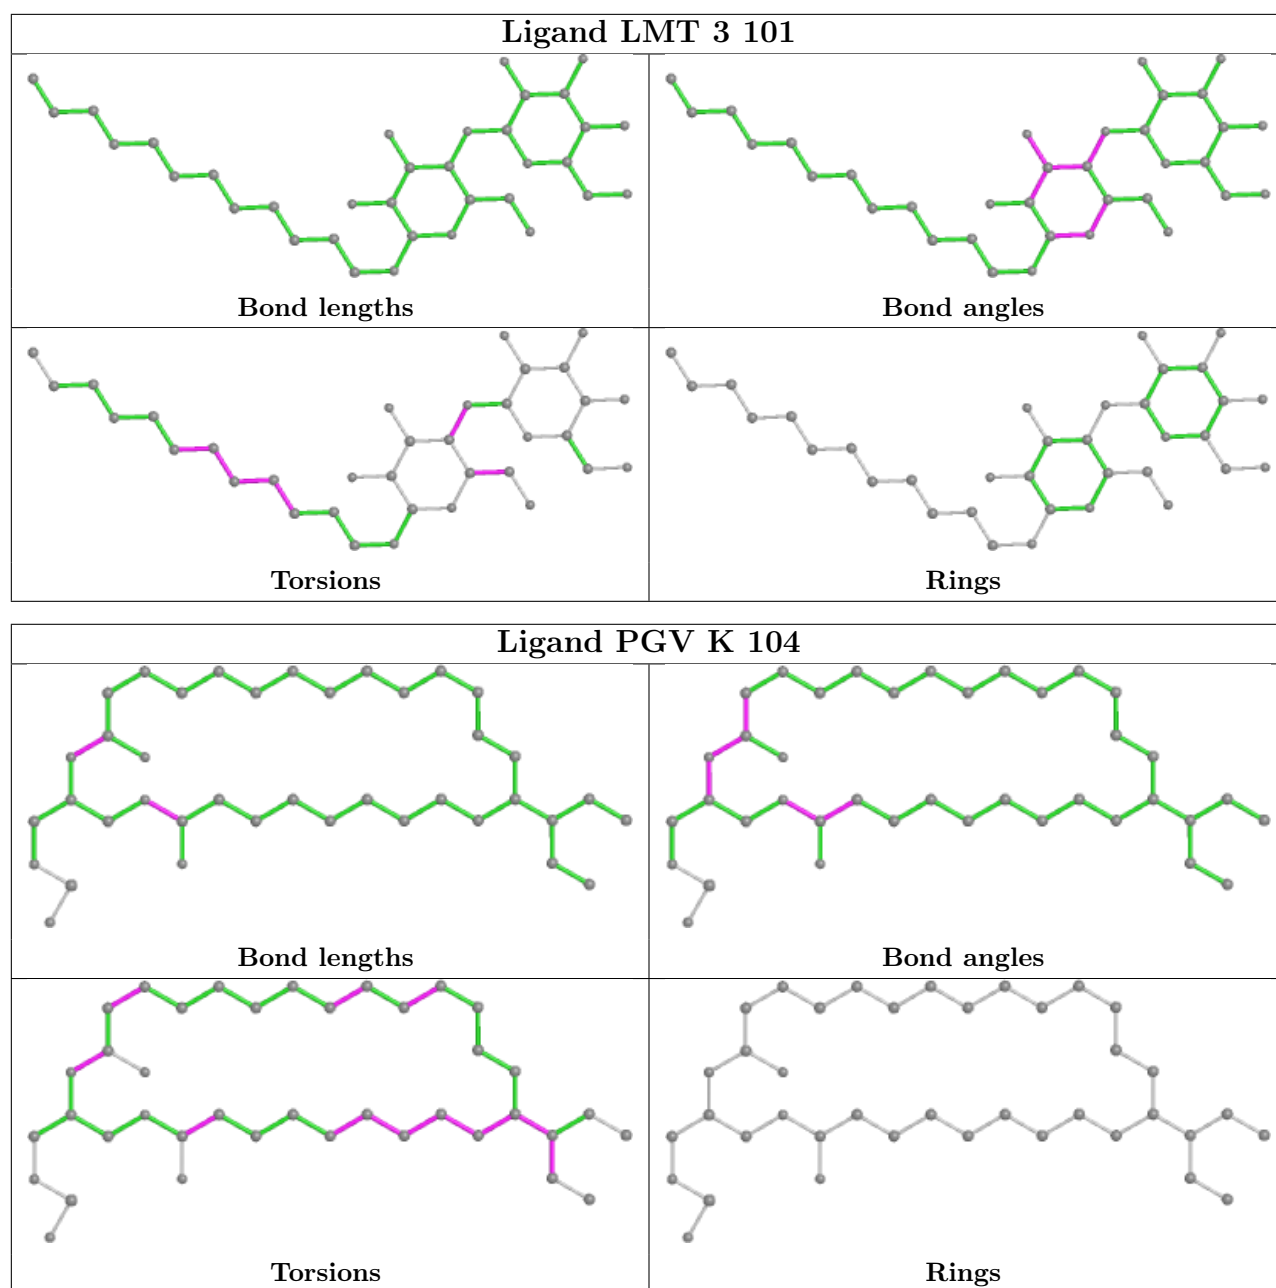 Ligand LMT 3 101
Bond lengths
Bond angles
Torsions
Rings
Ligand PGV K 104
Bond lengths
Bond angles
Torsions
Rings